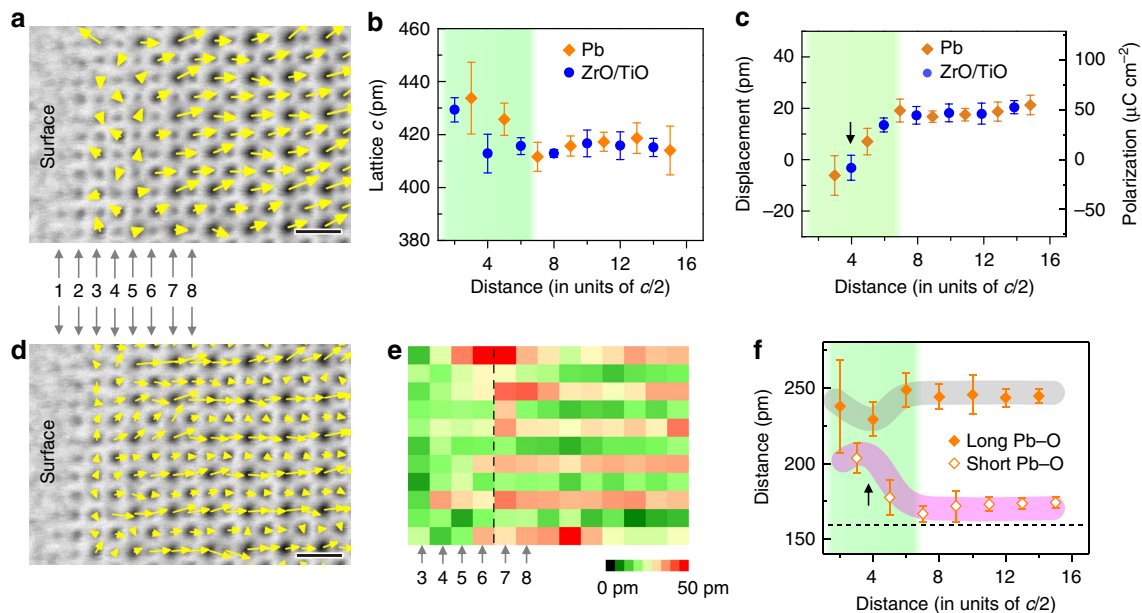 a
Surface
b
460
440
420
400
380
Lattice c (pm)
Pb
ZrO/TiO
4
8
12
16
Distance (in units of c/2)
c
40
20
0
–20
Displacement (pm)
Pb
ZrO/TiO
100
50
0
–50
Polarization (µC cm−2)
4
8
12
16
Distance (in units of c/2)
1 2 3 4 5 6 7 8
d
Surface
e
3 4 5 6 7 8
0 pm 50 pm
f
250
200
150
Distance (pm)
Long Pb–O
Short Pb–O
0 4 8 12 16
Distance (in units of c/2)